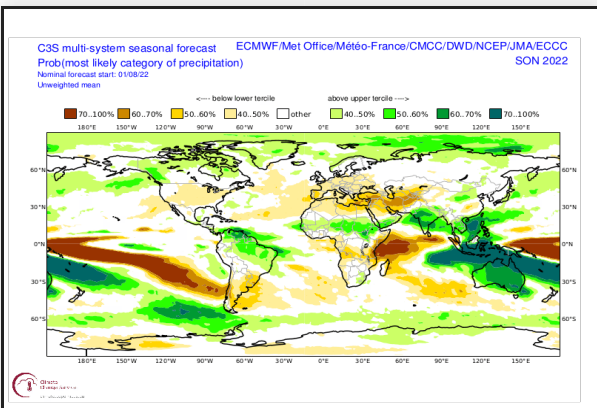 C3S multi-system seasonal forecast ECMWF/Met Office/Météo-France/CMCC/DWD/NCEP/JMA/ECCC
Prob(most likely category of precipitation) SON 2022
Nominal forecast start: 01/08/22
Unweighted mean
<---- below lower tercile above upper tercile ---->
70..100% 60..70% 50..60% 40..50% other 40..50% 50..60% 60..70% 70..100%
180°E 150°W 120°W 90°W 60°W 30°W 0°E 30°E 60°E 90°E 120°E 150°E
60°N 60°N
30°N 30°N
0°N 0°N
30°S 30°S
60°S 60°S
180°E 150°W 120°W 90°W 60°W 30°W 0°E 30°E 60°E 90°E 120°E 150°E
Climate